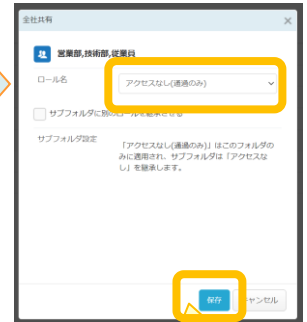 全社共有
営業部,技術部,従業員
ロール名
アクセスなし(通過のみ)
サブフォルダに別のロールを継承させる
サブフォルダ設定
「アクセスなし(通過のみ)」はこのフォルダの
みに適用され、サブフォルダは「アクセスな
し」を継承します。
保存
キャンセル